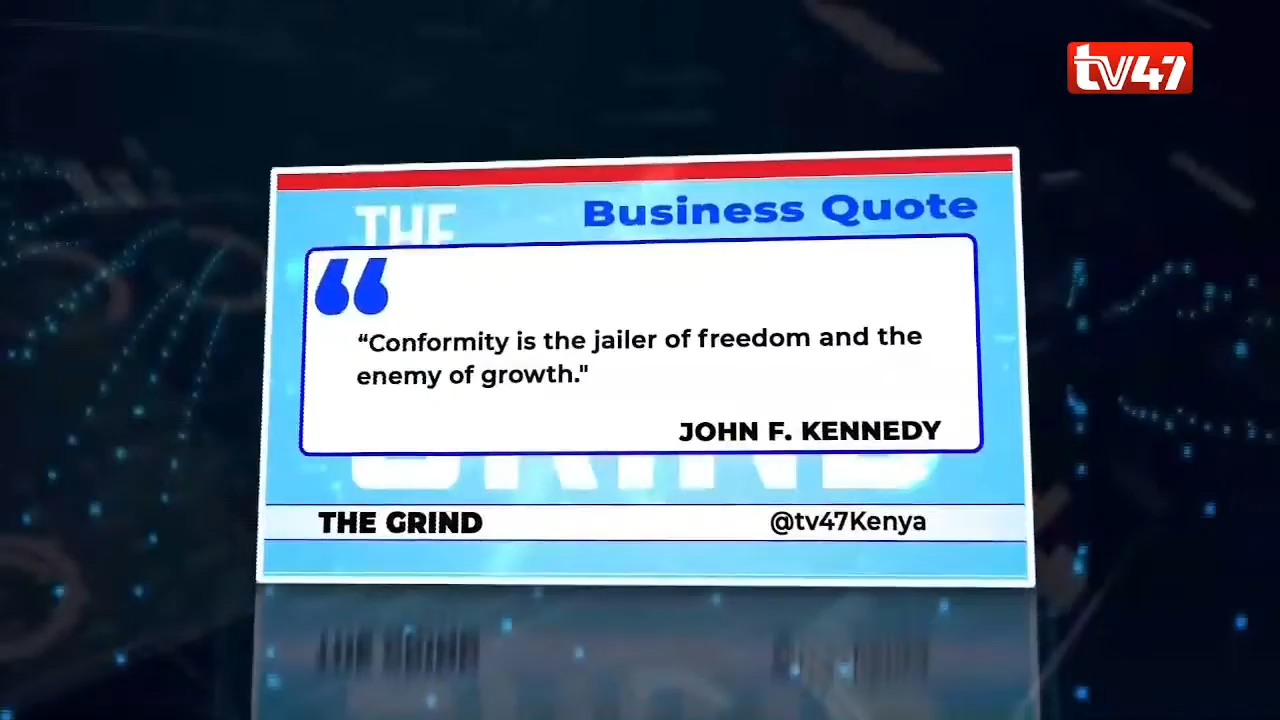 tv47
THE
Business Quote
“Conformity is the jailer of freedom and the
enemy of growth."
JOHN F. KENNEDY
GRIND
THE GRIND
@tv47Kenya